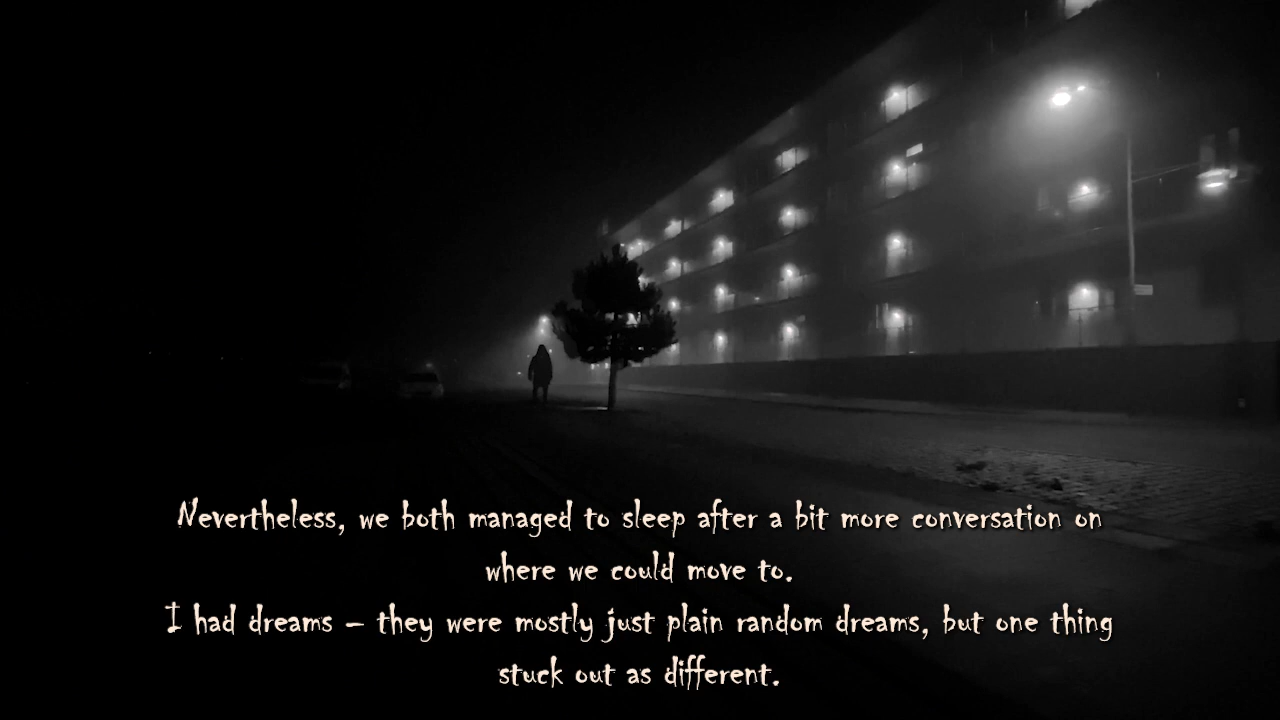 Nevertheless, we both managed to sleep after a bit more conversation on
where we could move to.
I had dreams – they were mostly just plain random dreams, but one thing
stuck out as different.